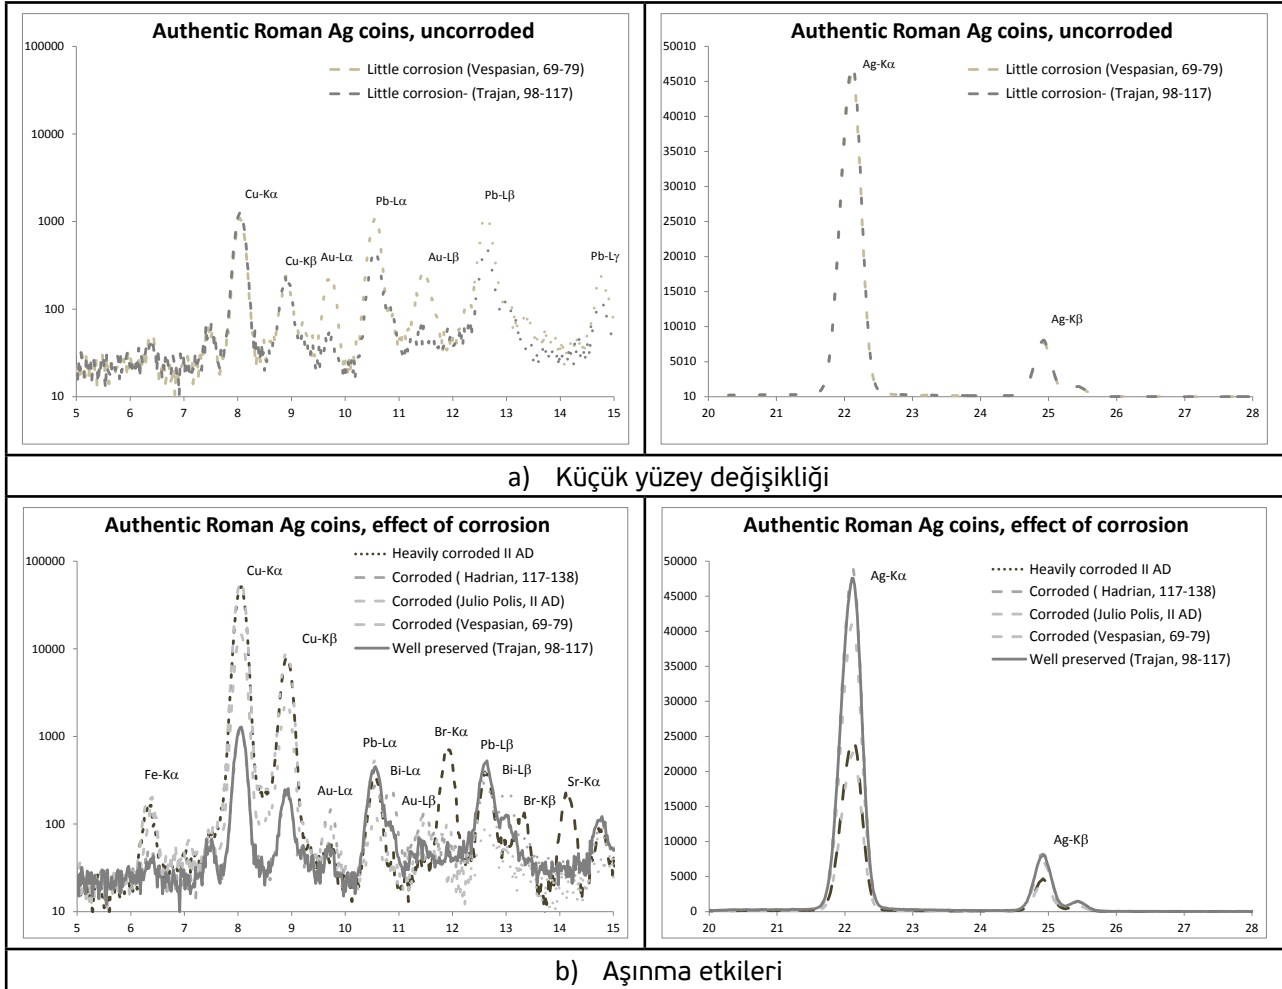 Authentic Roman Ag coins, uncorroded
100000
10000
1000
100
10
5 6 7 8 9 10 11 12 13 14 15
Little corrosion (Vespasian, 69-79)
Little corrosion- (Trajan, 98-117)
Cu-Kα
Cu-Kβ
Au-Lα
Pb-Lα
Au-Lβ
Pb-Lβ
Pb-Lγ
Authentic Roman Ag coins, uncorroded
50010
45010
40010
35010
30010
25010
20010
15010
10010
5010
10
20 21 22 23 24 25 26 27 28
Little corrosion (Vespasian, 69-79)
Little corrosion- (Trajan, 98-117)
Ag-Kα
Ag-Kβ
a) Küçük yüzey değişikliği
Authentic Roman Ag coins, effect of corrosion
100000
10000
1000
100
10
5 6 7 8 9 10 11 12 13 14 15
Heavily corroded II AD
Corroded ( Hadrian, 117-138)
Corroded (Julio Polis, II AD)
Corroded (Vespasian, 69-79)
Well preserved (Trajan, 98-117)
Fe-Kα
Cu-Kα
Cu-Kβ
Au-Lα
Pb-Lα
Bi-Lα
Au-Lβ
Br-Kα
Pb-Lβ
Bi-Lβ
Br-Kβ
Sr-Kα
Authentic Roman Ag coins, effect of corrosion
50000
45000
40000
35000
30000
25000
20000
15000
10000
5000
0
20 21 22 23 24 25 26 27 28
Heavily corroded II AD
Corroded ( Hadrian, 117-138)
Corroded (Julio Polis, II AD)
Corroded (Vespasian, 69-79)
Well preserved (Trajan, 98-117)
Ag-Kα
Ag-Kβ
b) Aşınma etkileri